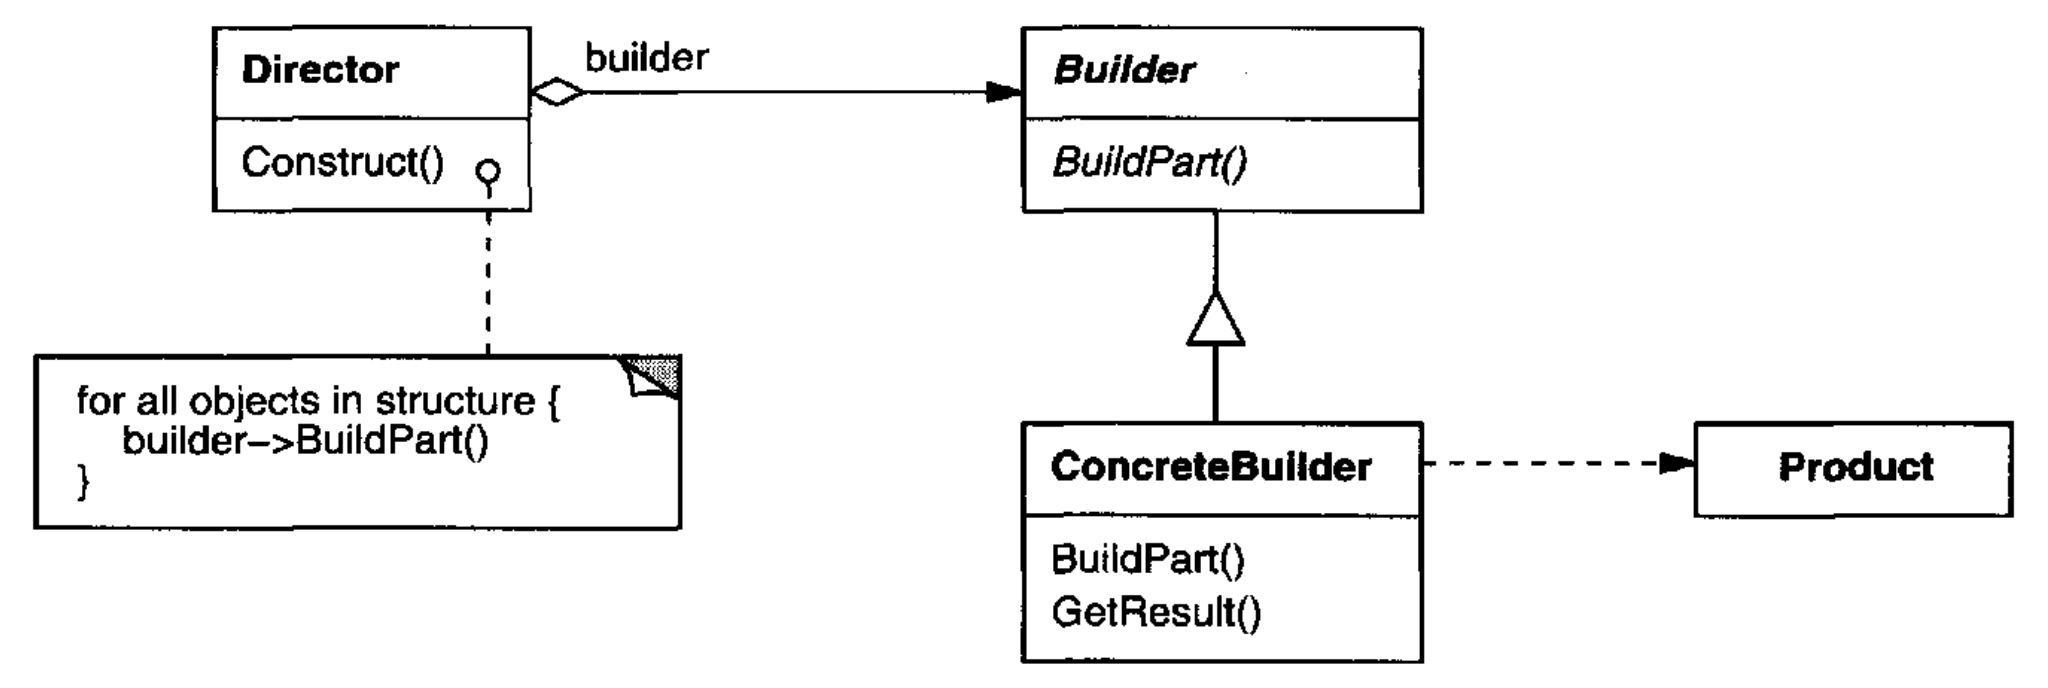 Director
Construct()
builder
Builder
BuildPart()
for all objects in structure {
builder->BuildPart()
}
ConcreteBuilder
BuildPart()
GetResult()
Product